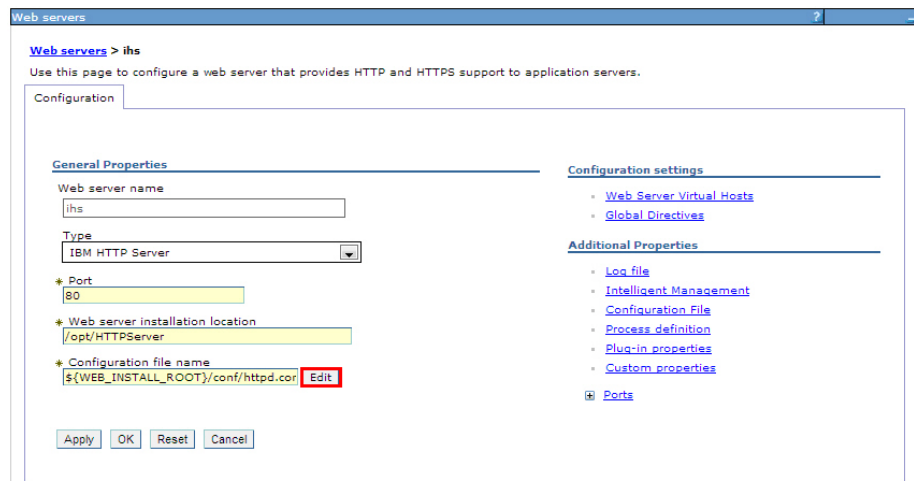 Web servers ? _
Web servers > ihs
Use this page to configure a web server that provides HTTP and HTTPS support to application servers.
Configuration
General Properties
Web server name
ihs
Type
IBM HTTP Server
* Port
80
* Web server installation location
/opt/HTTPServer
* Configuration file name
${WEB_INSTALL_ROOT}/conf/httpd.cor Edit
Apply OK Reset Cancel
Configuration settings
Web Server Virtual Hosts
Global Directives
Additional Properties
Log file
Intelligent Management
Configuration File
Process definition
Plug-in properties
Custom properties
+ Ports